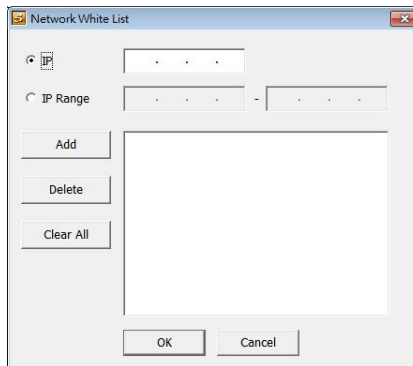 Network White List
IP
. . .
IP Range
. . . - . . .
Add
Delete
Clear All
OK
Cancel